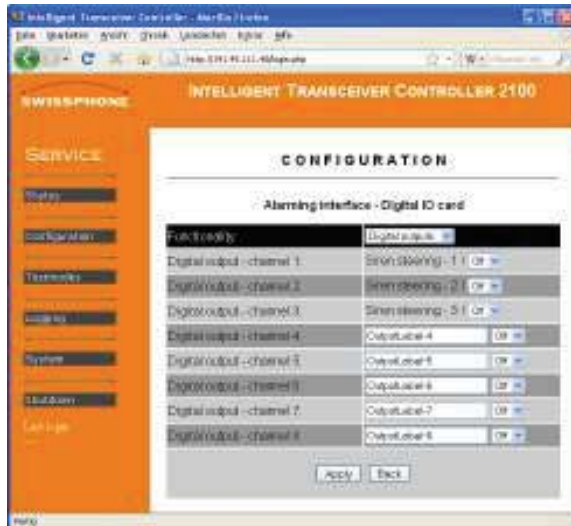 Intelligent Transceiver Controller - Mozilla Firefox
SWISSPHONE
INTELLIGENT TRANSCEIVER CONTROLLER 2100
SERVICE
Status
Configuration
Testmodes
System
Shutdown
CONFIGURATION
Alarming interface - Digital IO card
Functionality: Digital outputs
Digital output - channel 1: Siren steering - 1 Off
Digital output - channel 2: Siren steering - 2 Off
Digital output - channel 3: Siren steering - 3 Off
Digital output - channel 4: OutputLabel-4 Off
Digital output - channel 5: OutputLabel-5 Off
Digital output - channel 6: OutputLabel-6 Off
Digital output - channel 7: OutputLabel-7 Off
Digital output - channel 8: OutputLabel-8 Off
Apply Back
Fertig